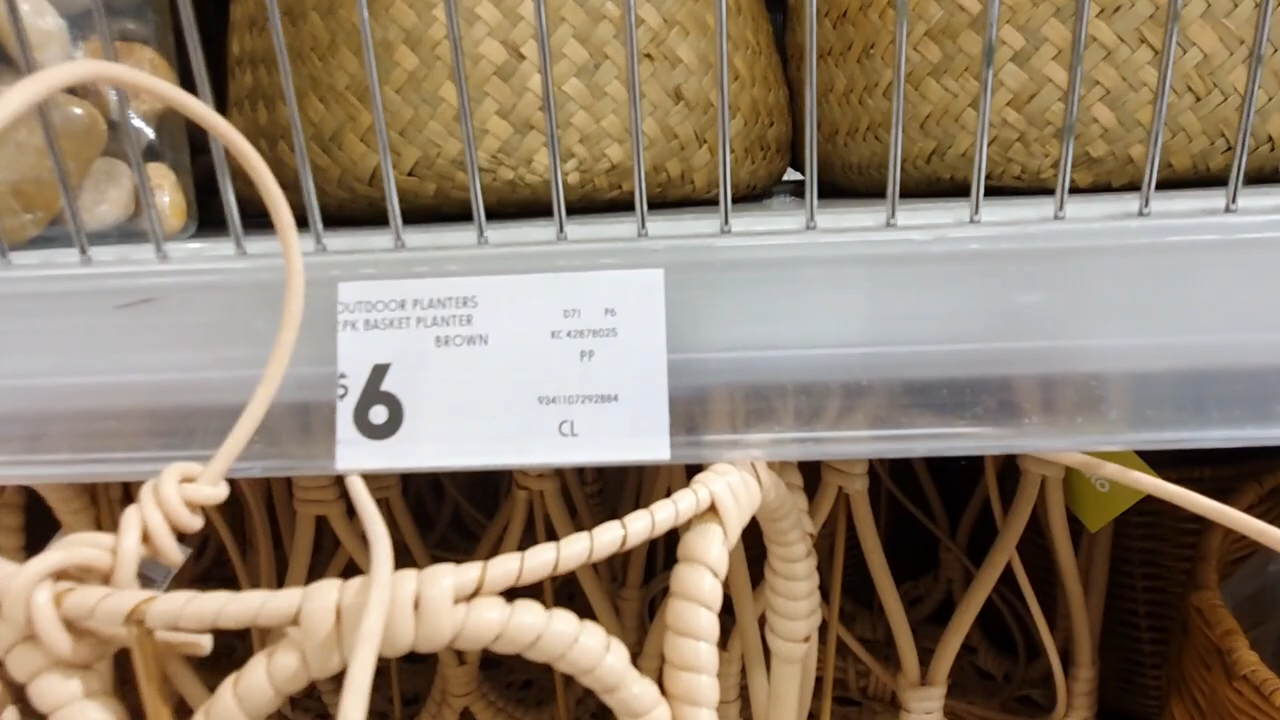 OUTDOOR PLANTERS
2PK BASKET PLANTER
BROWN
$6
D71 P6
KC 42678025
PP
9341107292884
CL